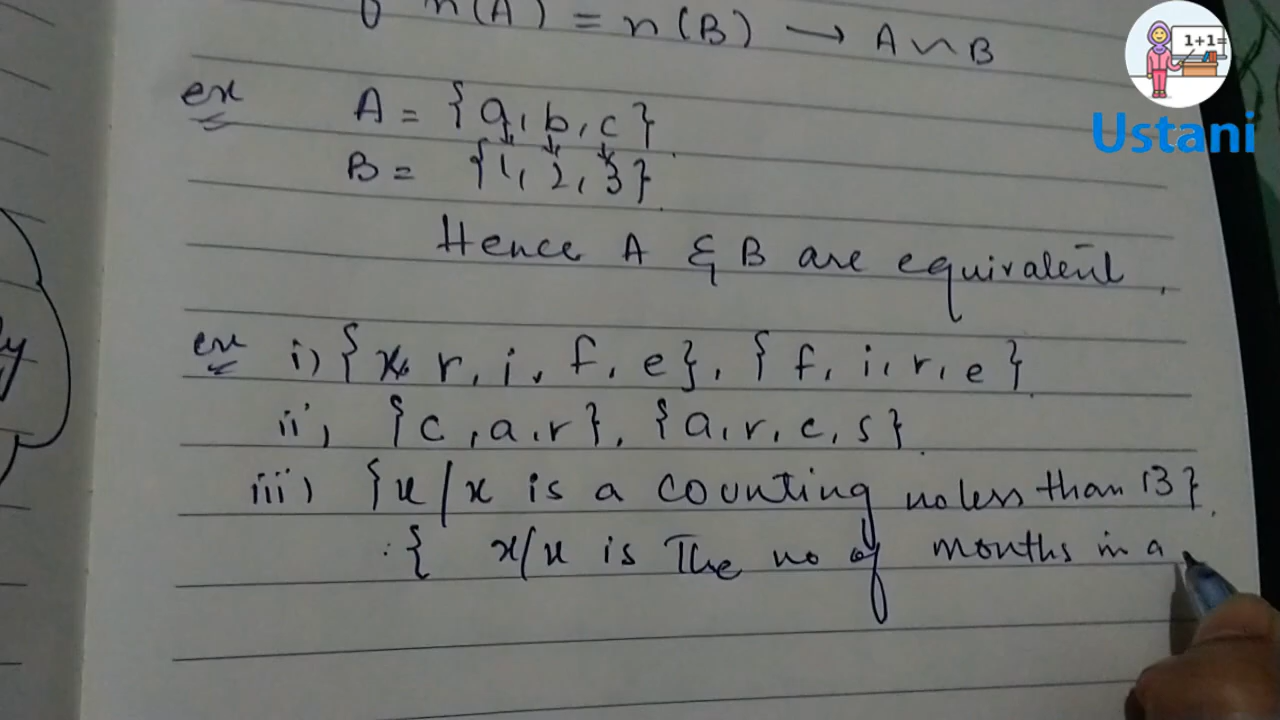 n(A) = n(B) → A ~ B
1+1=
Ustani
ex A = {a, b, c}
B = {1, 2, 3}
Hence A & B are equivalent.
ex i) {x, r, i, f, e}, {f, i, r, e}
ii, {c, a, r}, {a, r, c, s}
iii) {x/x is a counting no less than 13}.
{ x/x is The no of months in a